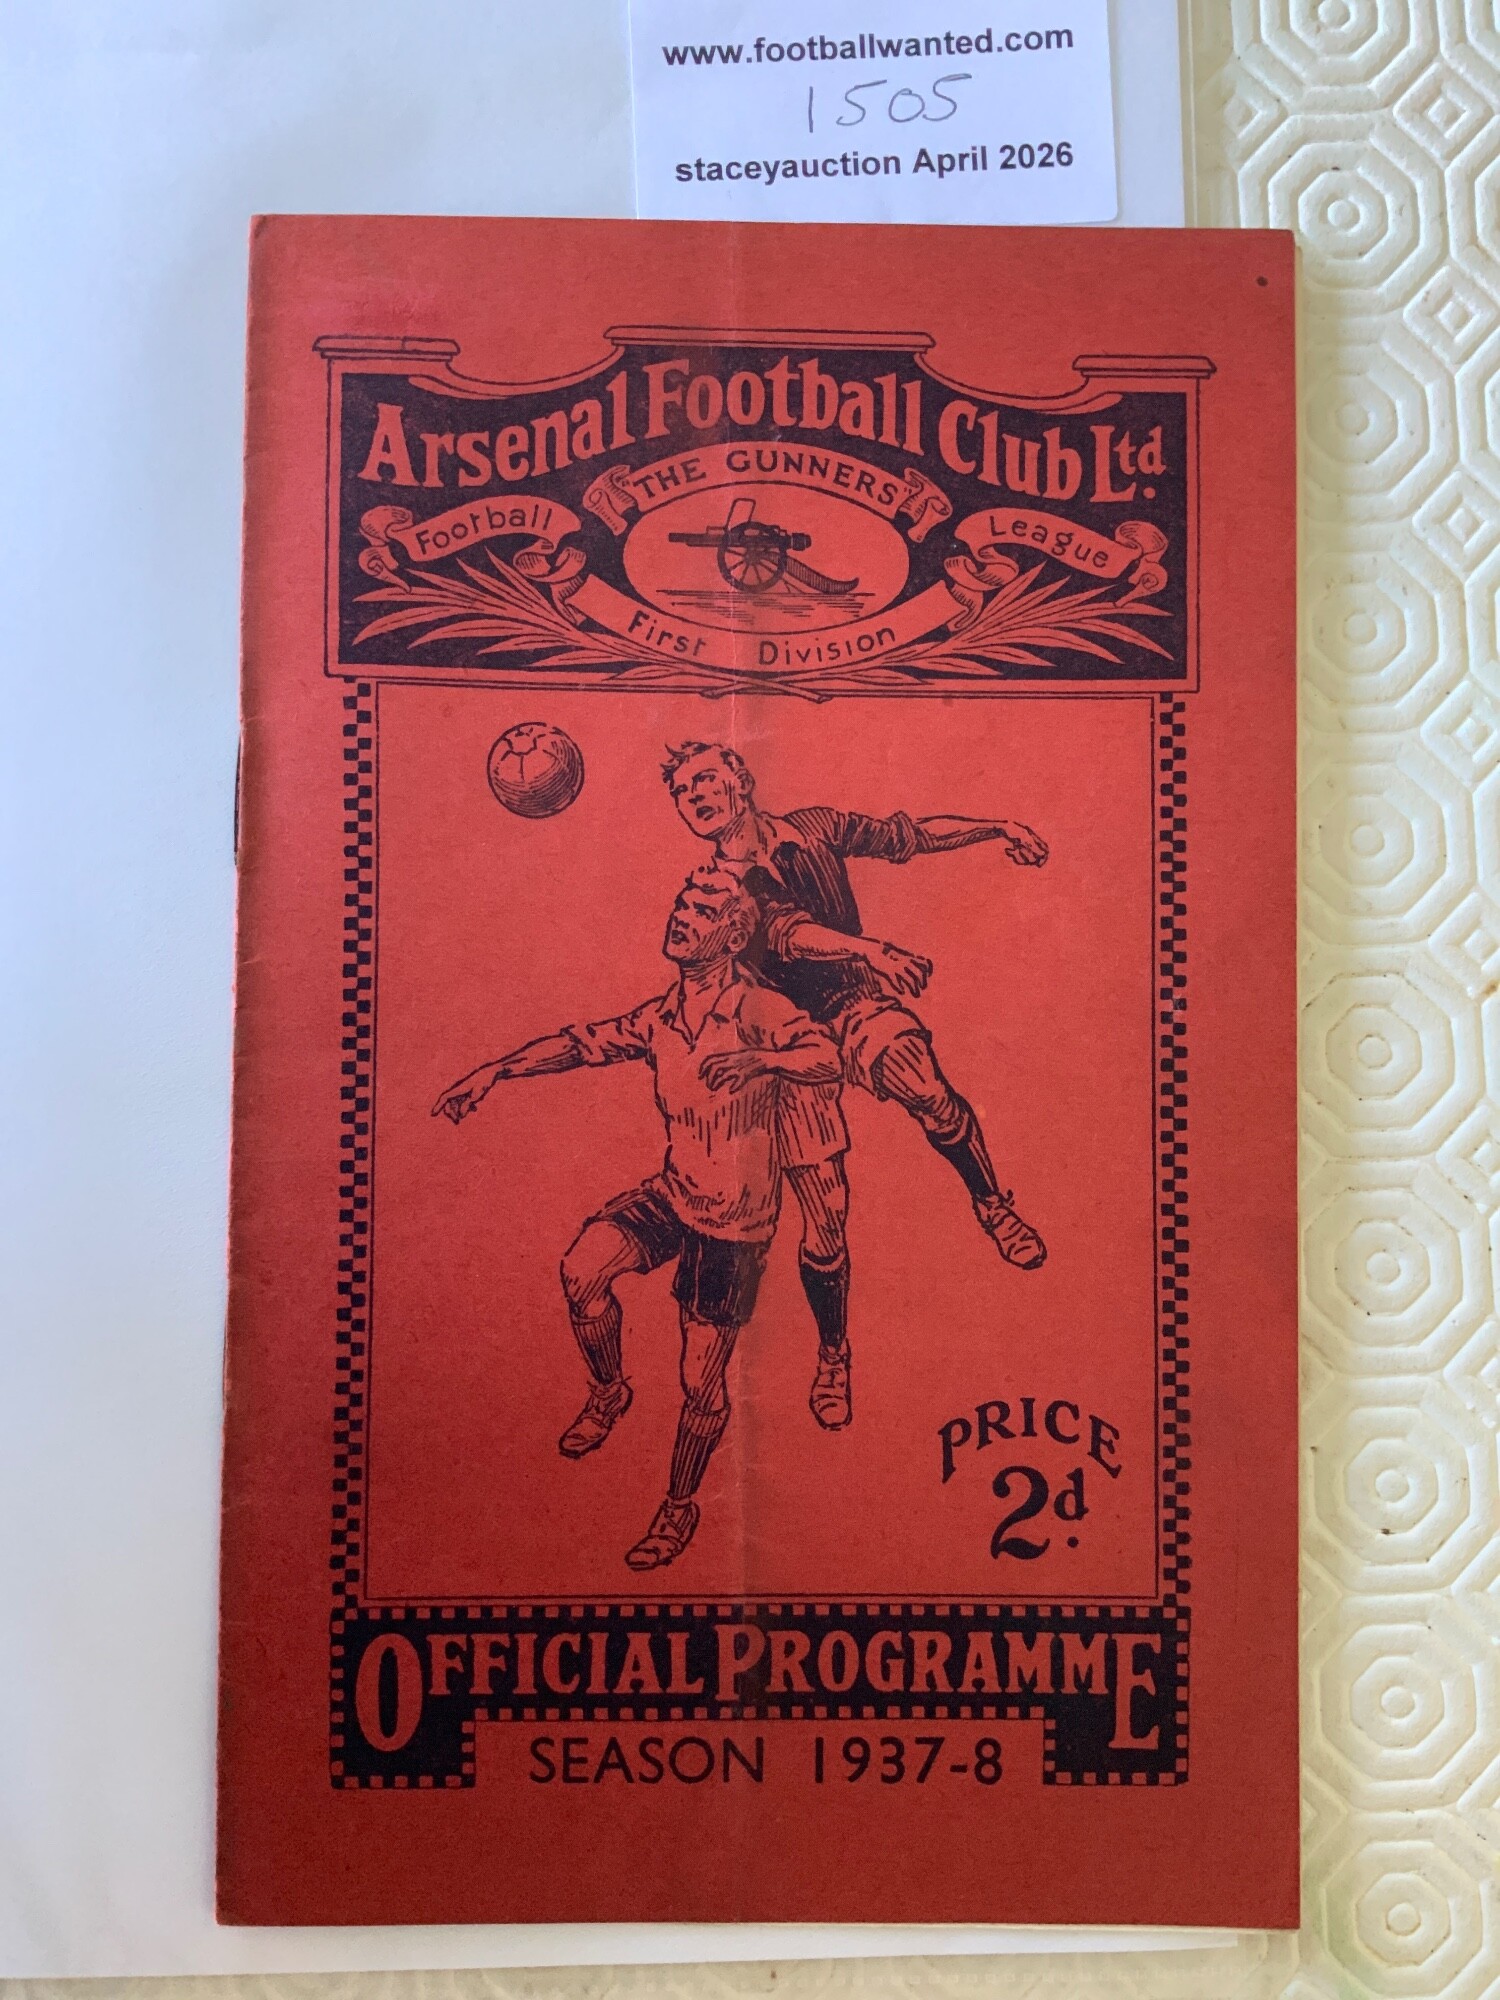 www.footballwanted.com
1505
staceyauction April 2026
Arsenal Football Club Ltd.
"THE GUNNERS"
Football League
First Division
PRICE
2d.
OFFICIAL PROGRAMME
SEASON 1937-8